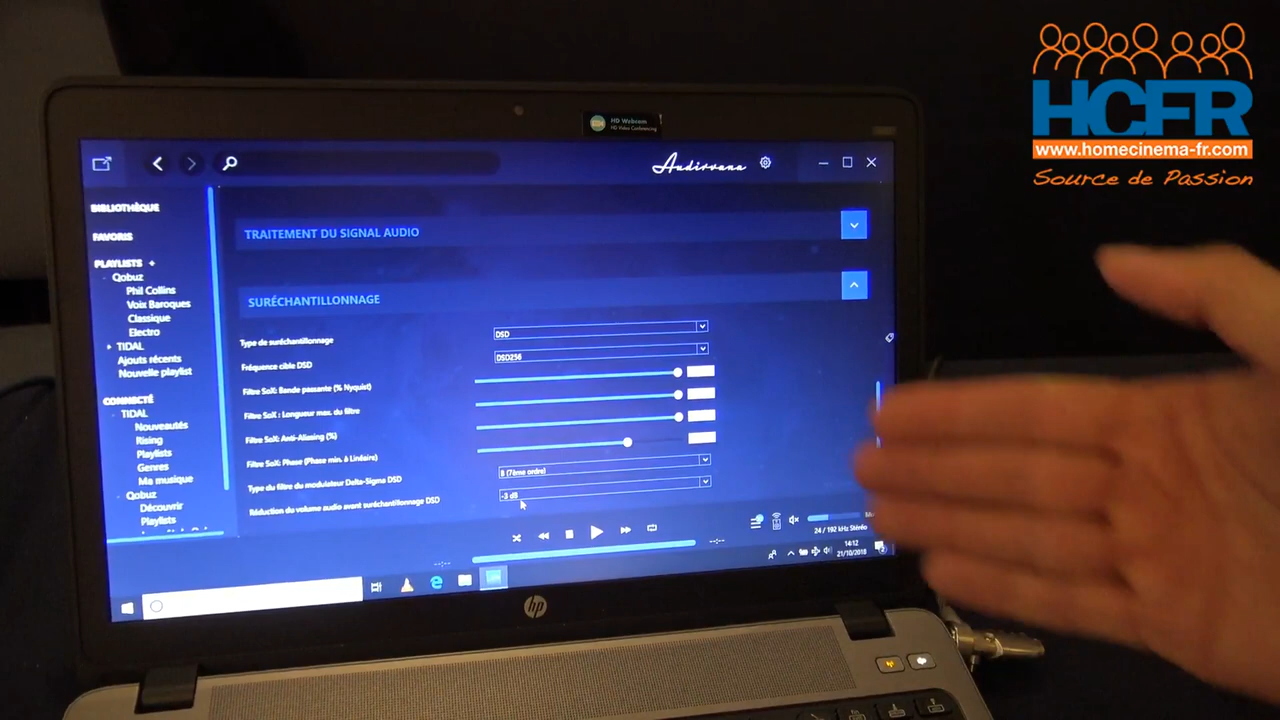 HCFR
www.homecinema-fr.com
Source de Passion
HD Webcam
HD Video Conferencing
Audirvana
BIBLIOTHÈQUE
FAVORIS
PLAYLISTS +
Qobuz
Phil Collins
Voix Baroques
Classique
Electro
TIDAL
Ajouts récents
Nouvelle playlist
CONNECTÉ
TIDAL
Nouveautés
Rising
Playlists
Genres
Ma musique
Qobuz
Découvrir
Playlists
TRAITEMENT DU SIGNAL AUDIO
SURÉCHANTILLONNAGE
Type de suréchantillonnage
DSD
Fréquence cible DSD
DSD256
Filtre SoX: Bande passante (% Nyquist)
Filtre SoX : Longueur max. du filtre
Filtre SoX: Anti-Aliasing (%)
Filtre SoX: Phase (Phase min. à Linéaire)
Type du filtre du modulateur Delta-Sigma DSD
B (7ème ordre)
Réduction du volume audio avant suréchantillonnage DSD
-3 dB
--:--
--:--
24 / 192 kHz Stéréo
14:12
21/10/2018
hp